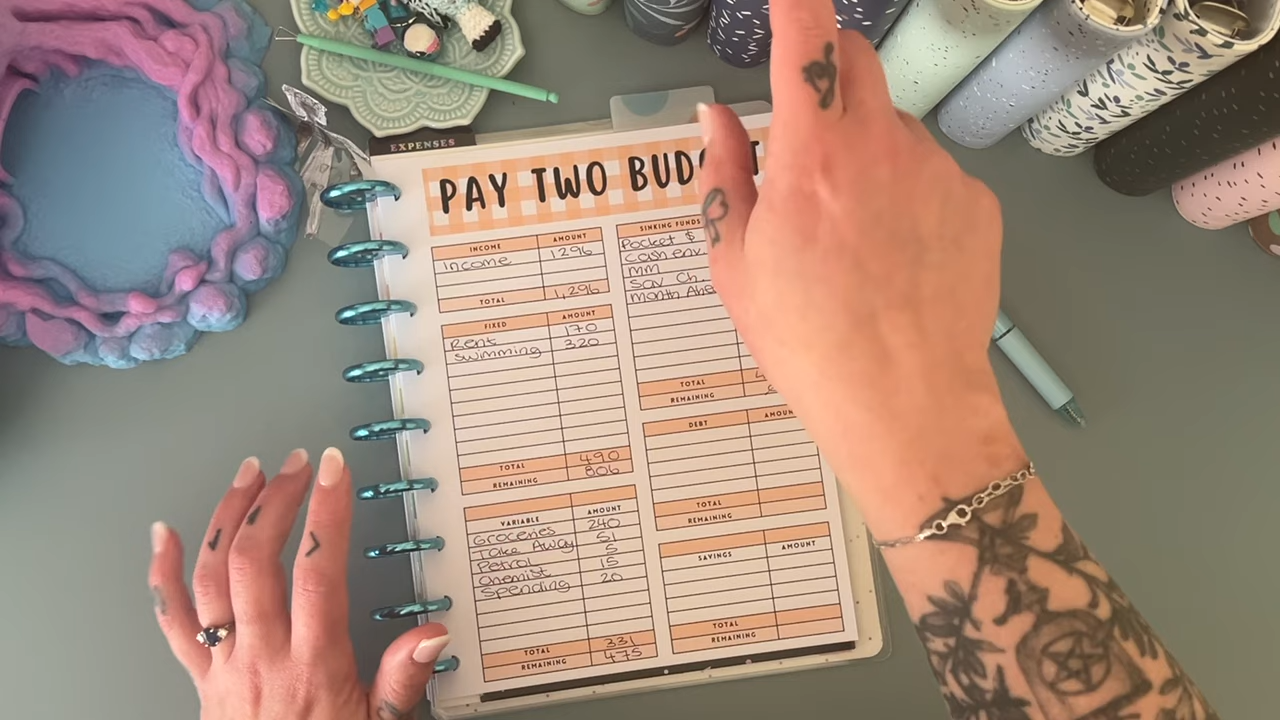 EXPENSES
PAY TWO BUDGET
INCOME AMOUNT
Income 1296
TOTAL 1,296
FIXED AMOUNT
Rent 170
Swimming 320
TOTAL 490
REMAINING 806
VARIABLE AMOUNT
Groceries 240
Take Away 51
Petrol 5
Chemist 15
Spending 20
TOTAL 331
REMAINING 475
SINKING FUNDS
Pocket $
Cash env
MM
Sav Ch.
Month Ahe
TOTAL 4
REMAINING
DEBT AMOUN
TOTAL
REMAINING
SAVINGS AMOUNT
TOTAL
REMAINING